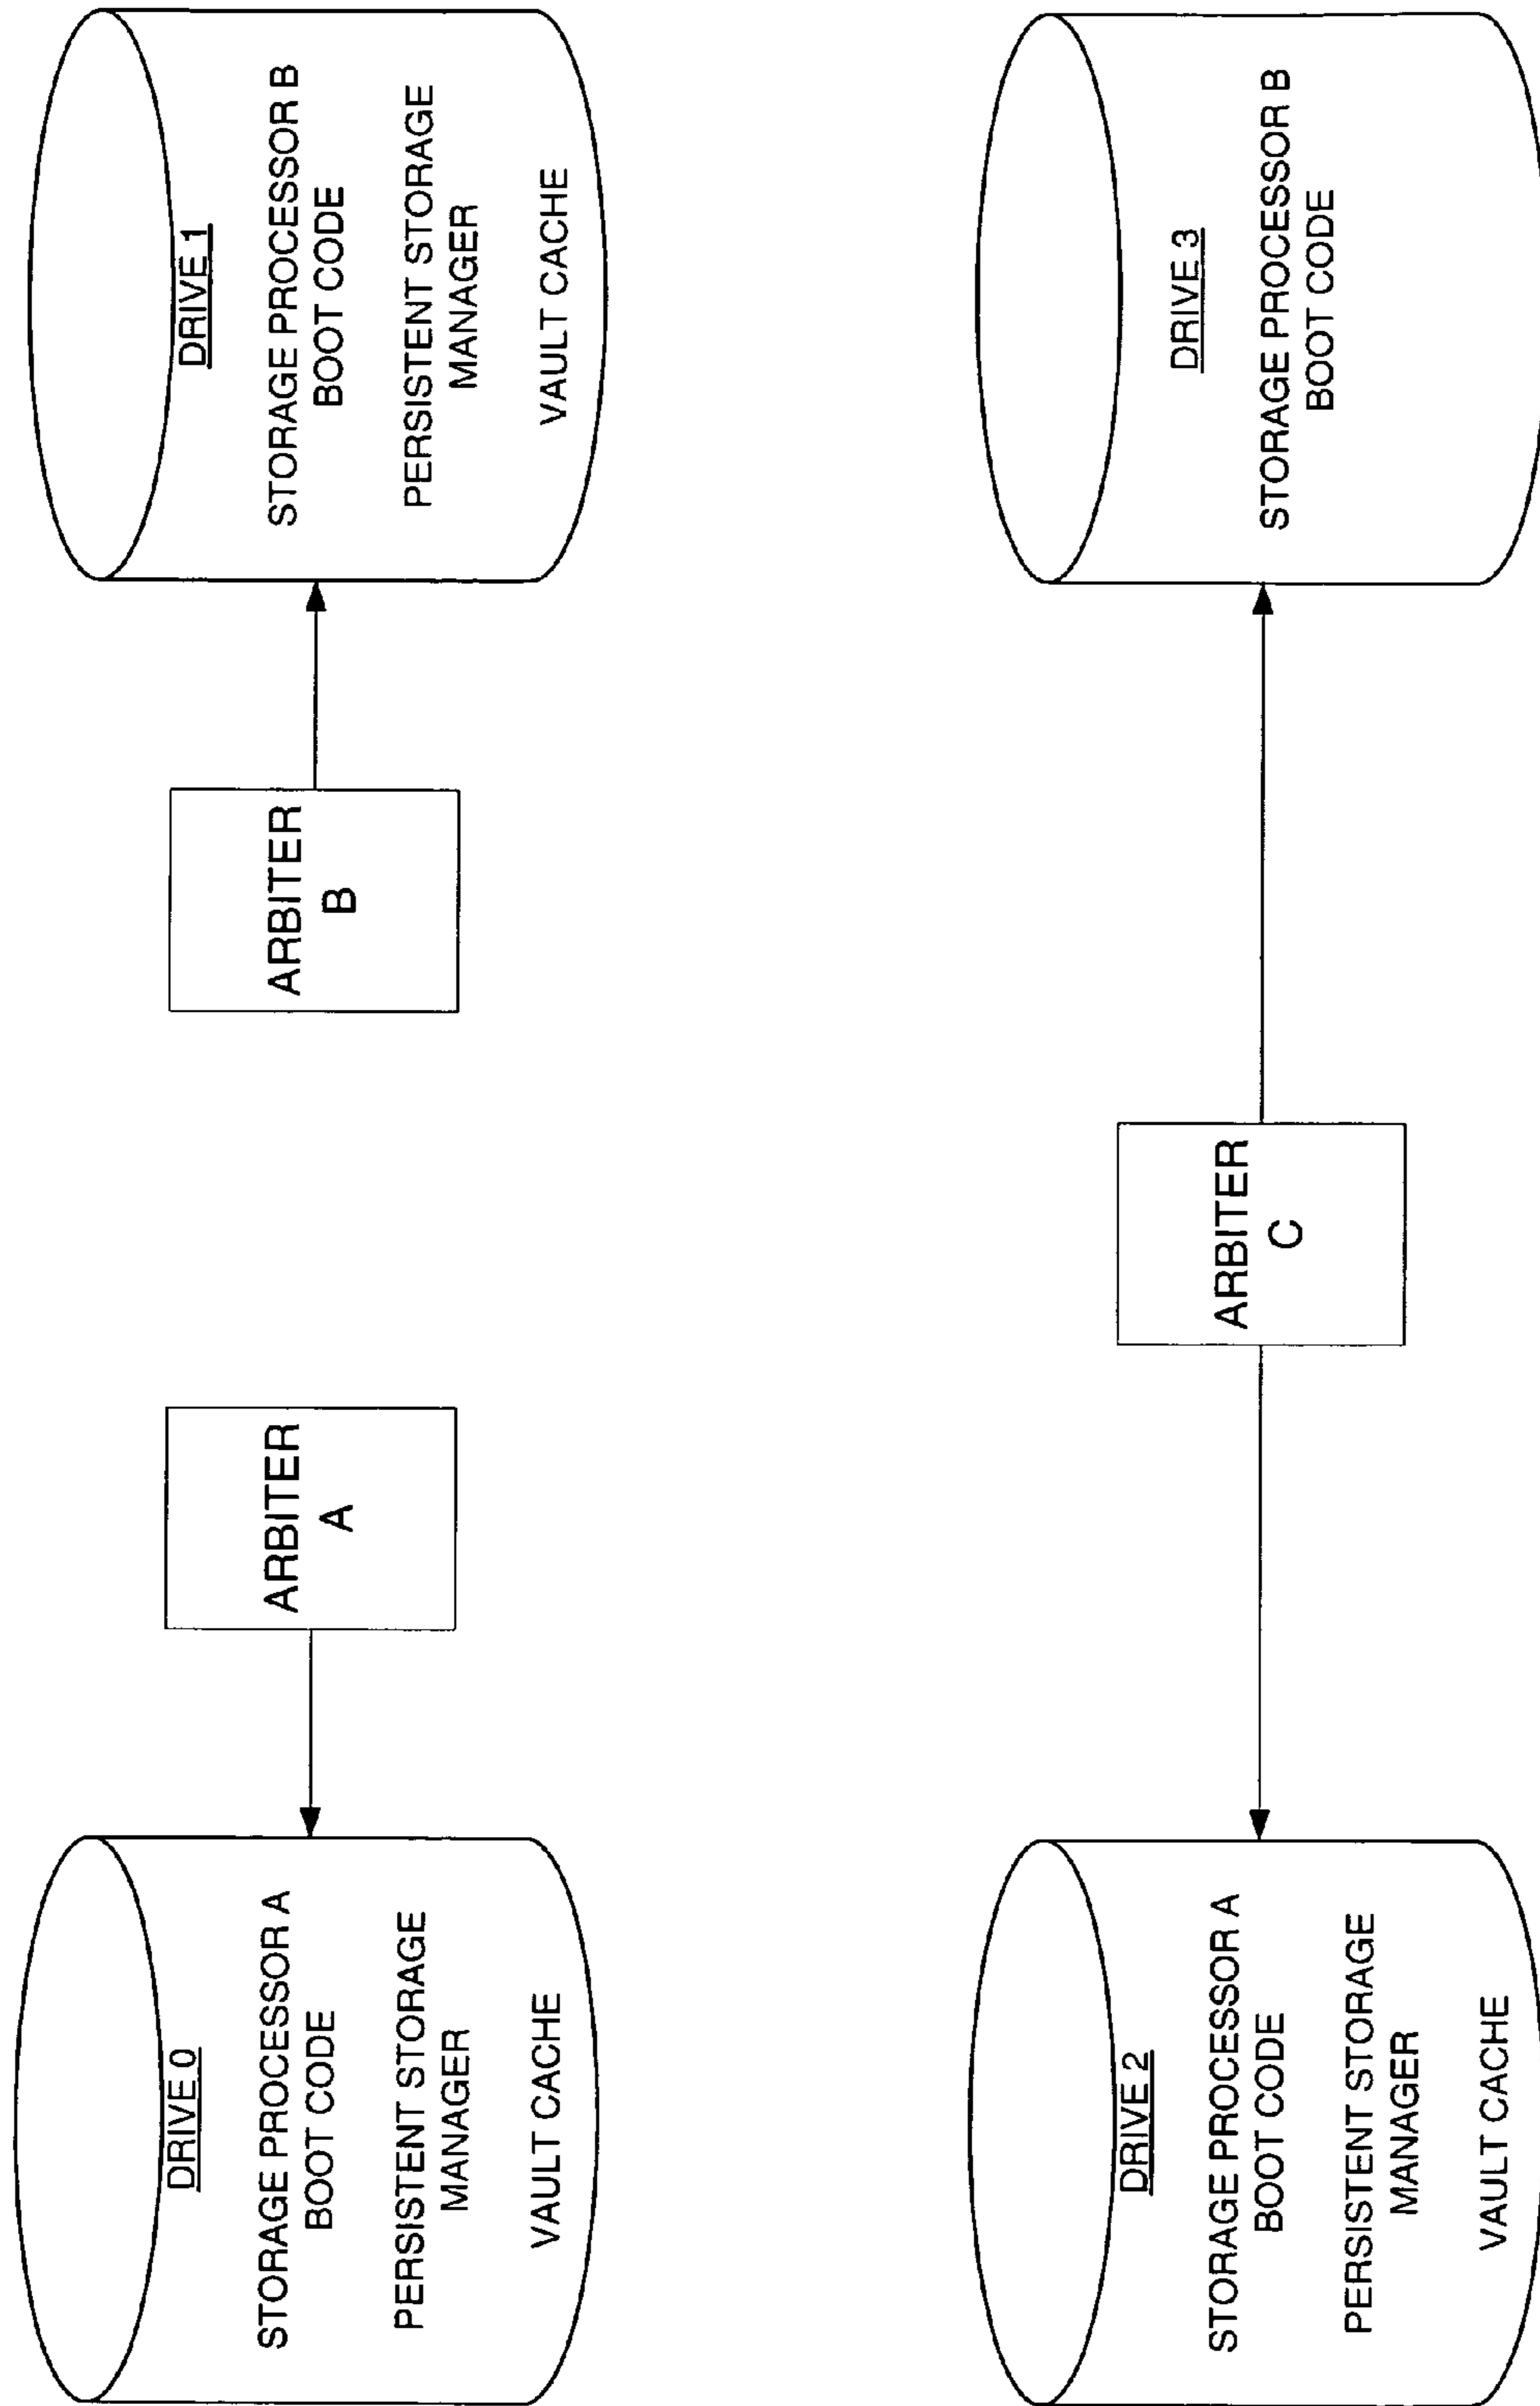 DRIVE 0
STORAGE PROCESSOR A
BOOT CODE
PERSISTENT STORAGE
MANAGER
VAULT CACHE
ARBITER
A
ARBITER
B
DRIVE 1
STORAGE PROCESSOR B
BOOT CODE
PERSISTENT STORAGE
MANAGER
VAULT CACHE
DRIVE 2
STORAGE PROCESSOR A
BOOT CODE
PERSISTENT STORAGE
MANAGER
VAULT CACHE
ARBITER
C
DRIVE 3
STORAGE PROCESSOR B
BOOT CODE